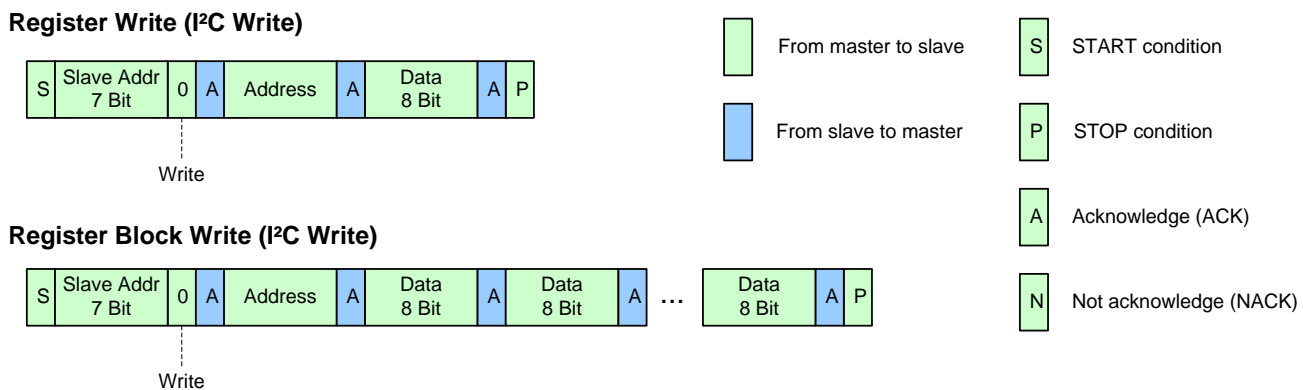 Register Write (I²C Write)
S Slave Addr 7 Bit 0 A Address A Data 8 Bit A P
Write
Register Block Write (I²C Write)
S Slave Addr 7 Bit 0 A Address A Data 8 Bit A Data 8 Bit A ... Data 8 Bit A P
Write
From master to slave
From slave to master
S START condition
P STOP condition
A Acknowledge (ACK)
N Not acknowledge (NACK)